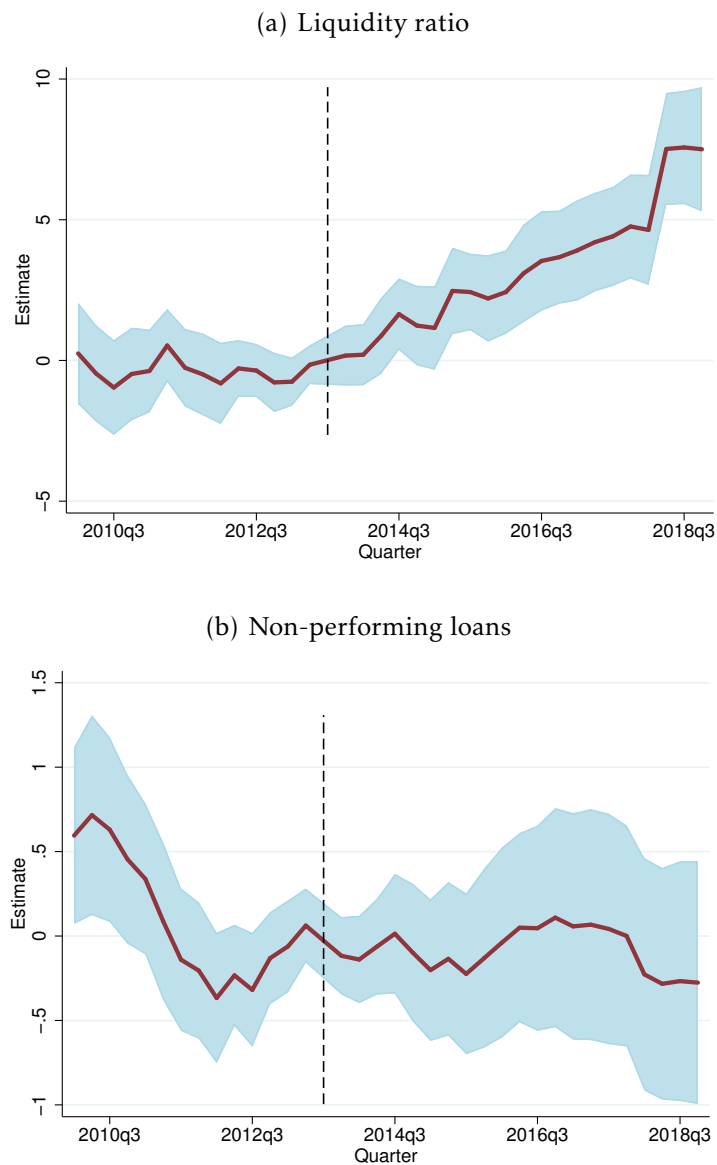 (a) Liquidity ratio
10
5
0
−5
Estimate
2010q3 2012q3 2014q3 2016q3 2018q3
Quarter
(b) Non-performing loans
1.5
1
.5
0
−.5
−1
Estimate
2010q3 2012q3 2014q3 2016q3 2018q3
Quarter